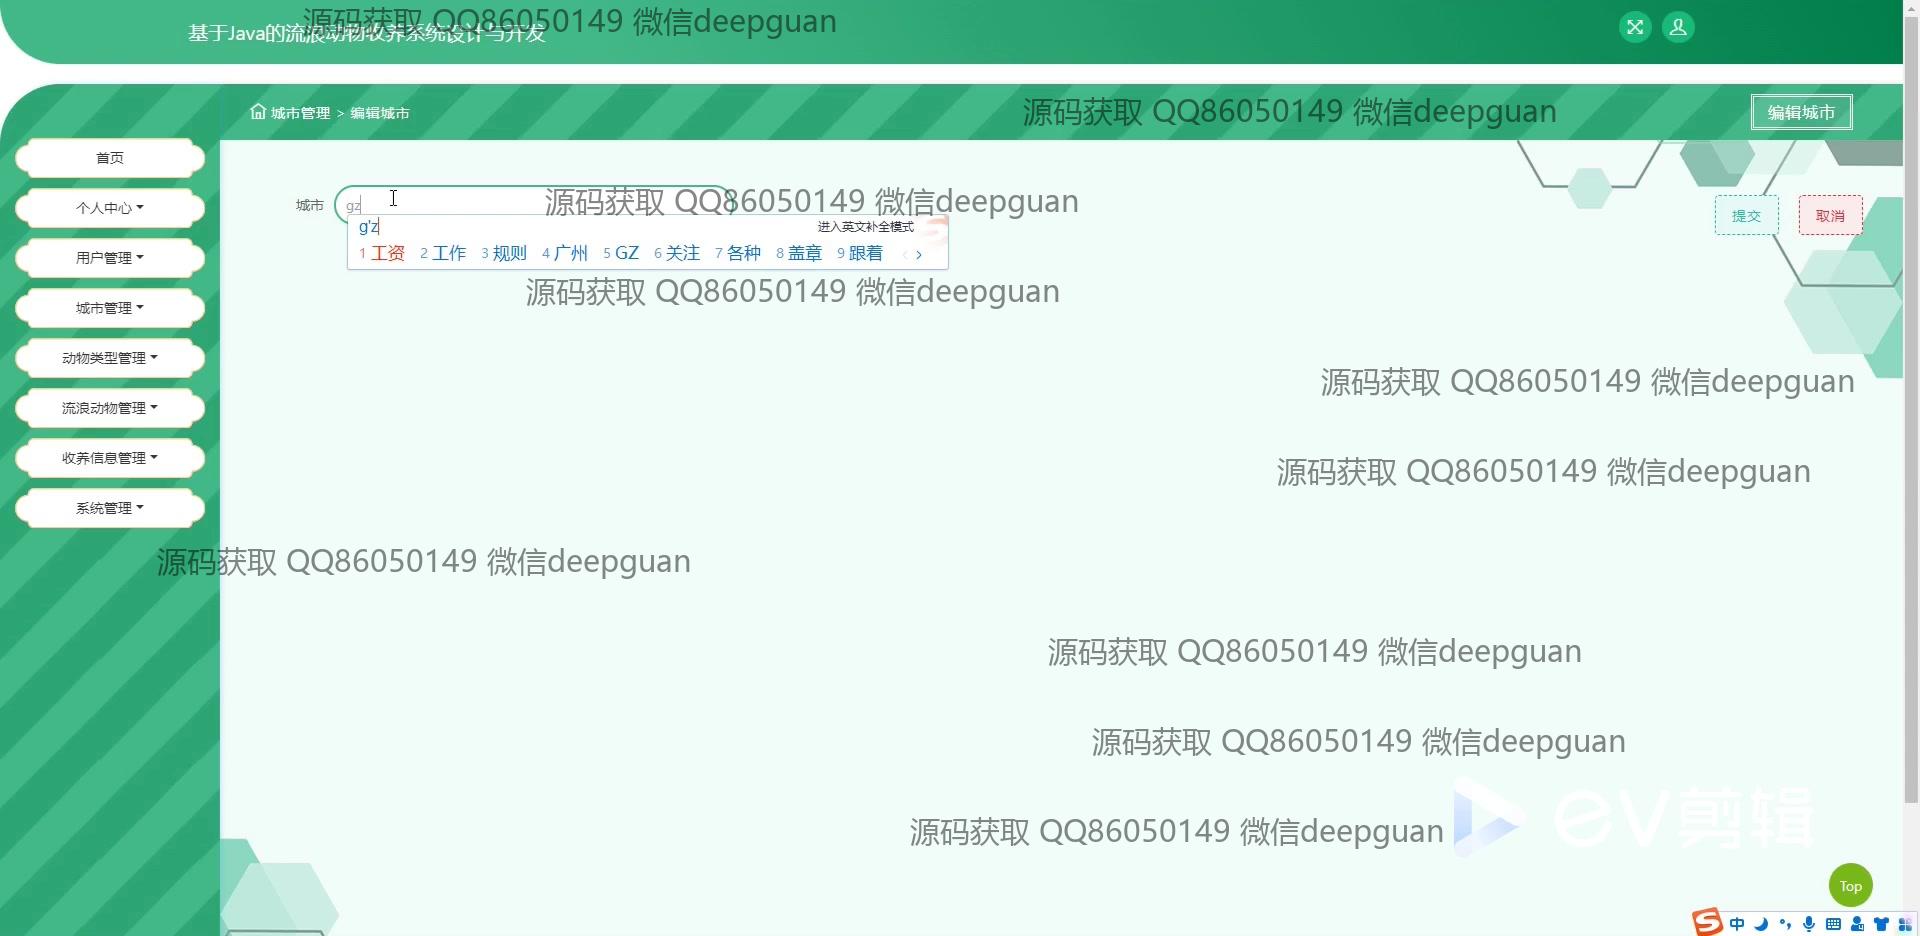 基于Java的流浪动物收养系统设计与开发
源码获取 QQ86050149 微信deepguan
城市管理 > 编辑城市
源码获取 QQ86050149 微信deepguan
编辑城市
首页
个人中心
用户管理
城市管理
动物类型管理
流浪动物管理
收养信息管理
系统管理
城市
gz
源码获取 QQ86050149 微信deepguan
提交
取消
g'z
进入英文补全模式
1 工资 2 工作 3 规则 4 广州 5 GZ 6 关注 7 各种 8 盖章 9 跟着
源码获取 QQ86050149 微信deepguan
源码获取 QQ86050149 微信deepguan
源码获取 QQ86050149 微信deepguan
源码获取 QQ86050149 微信deepguan
源码获取 QQ86050149 微信deepguan
源码获取 QQ86050149 微信deepguan
源码获取 QQ86050149 微信deepguan
ev剪辑
Top
中